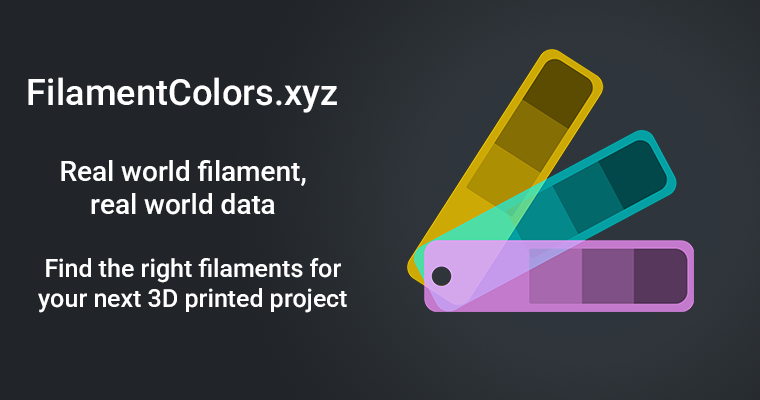 FilamentColors.xyz
Real world filament,
real world data
Find the right filaments for
your next 3D printed project